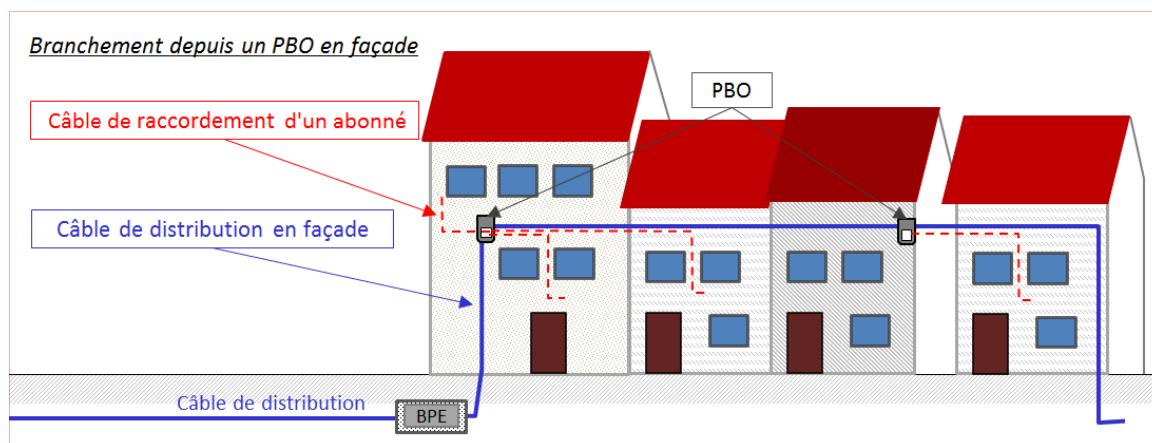 Branchement depuis un PBO en façade
PBO
Câble de raccordement d'un abonné
Câble de distribution en façade
Câble de distribution
BPE